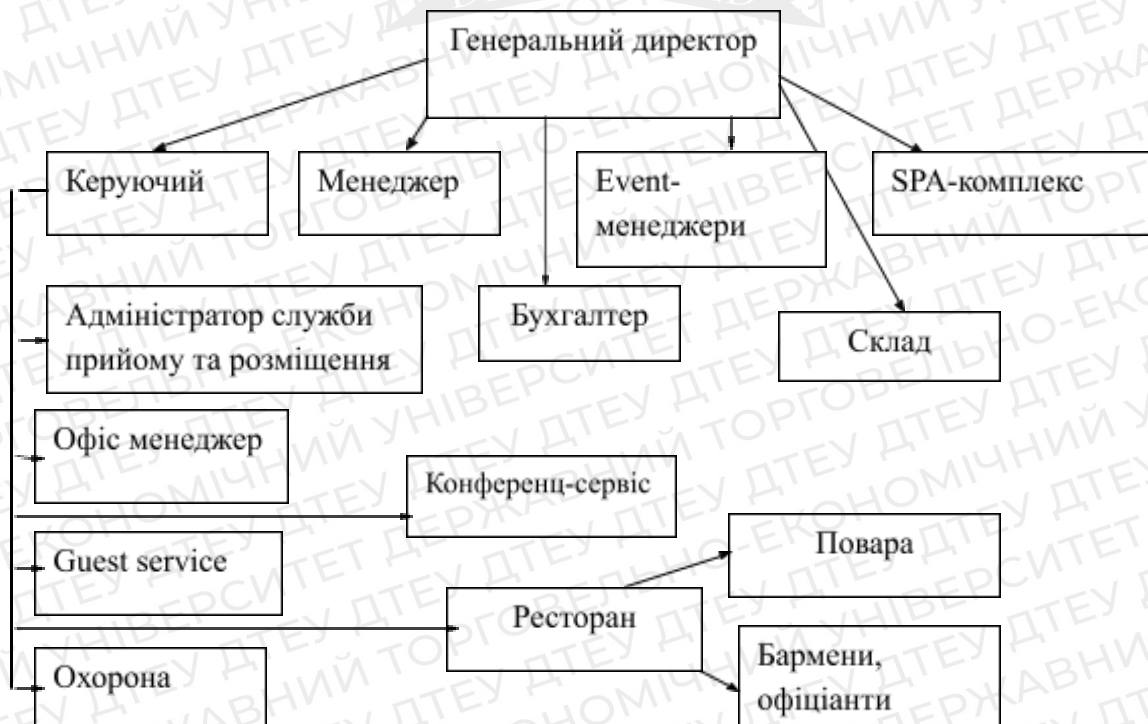 Генеральний директор
Керуючий
Менеджер
Event-
менеджери
SPA-комплекс
Адміністратор служби
прийому та розміщення
Бухгалтер
Склад
Офіс менеджер
Конференц-сервіс
Guest service
Повара
Ресторан
Охорона
Бармени,
офіціанти